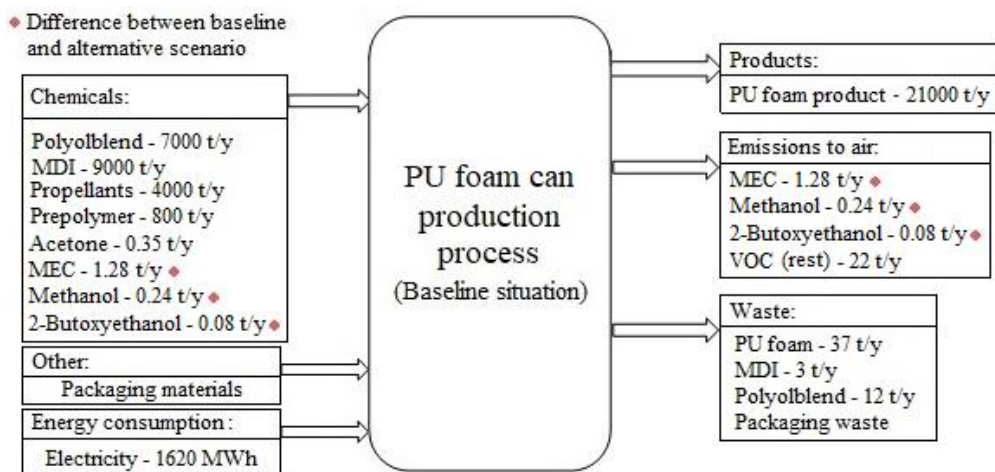 ◆ Difference between baseline
and alternative scenario
Chemicals:
Polyolblend - 7000 t/y
MDI - 9000 t/y
Propellants - 4000 t/y
Prepolymer - 800 t/y
Acetone - 0.35 t/y
MEC - 1.28 t/y ◆
Methanol - 0.24 t/y ◆
2-Butoxyethanol - 0.08 t/y ◆
Other:
Packaging materials
Energy consumption :
Electricity - 1620 MWh
PU foam can
production
process
(Baseline situation)
Products:
PU foam product - 21000 t/y
Emissions to air:
MEC - 1.28 t/y ◆
Methanol - 0.24 t/y ◆
2-Butoxyethanol - 0.08 t/y ◆
VOC (rest) - 22 t/y
Waste:
PU foam - 37 t/y
MDI - 3 t/y
Polyolblend - 12 t/y
Packaging waste